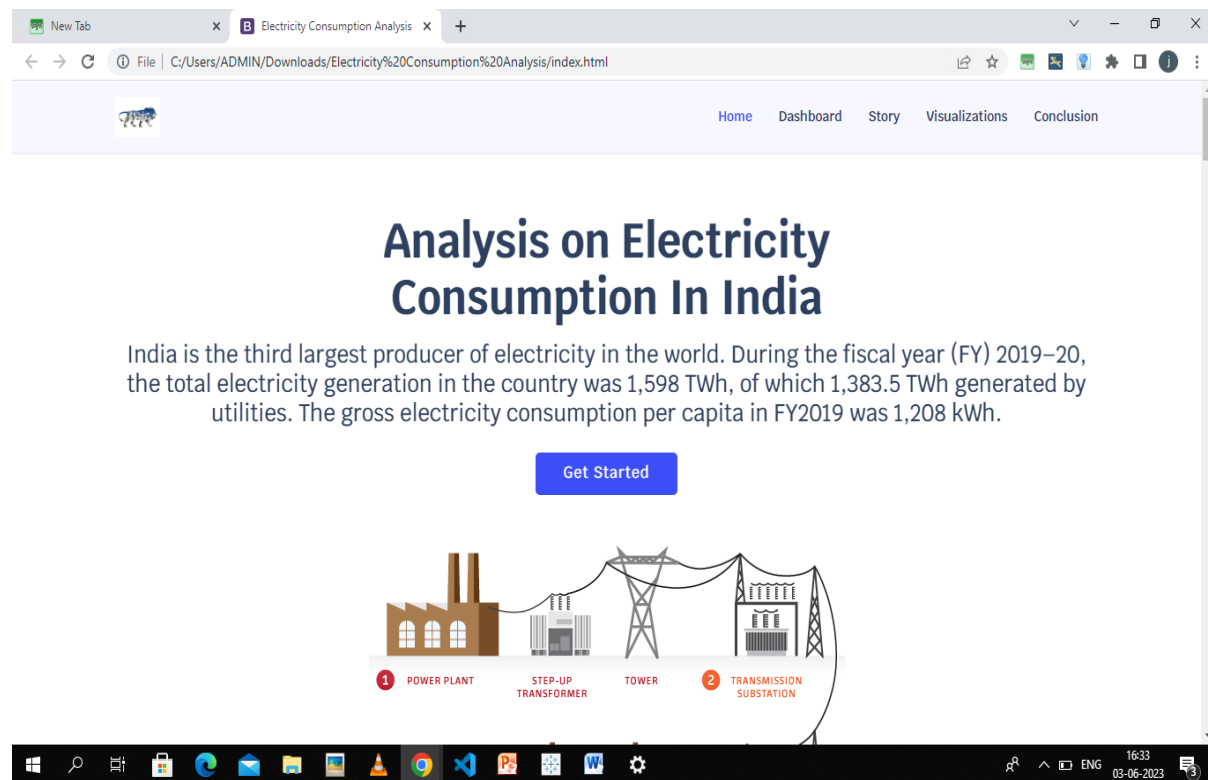 New Tab
B Electricity Consumption Analysis
File C:/Users/ADMIN/Downloads/Electricity%20Consumption%20Analysis/index.html
j
Home Dashboard Story Visualizations Conclusion
Analysis on Electricity
Consumption In India
India is the third largest producer of electricity in the world. During the fiscal year (FY) 2019–20,
the total electricity generation in the country was 1,598 TWh, of which 1,383.5 TWh generated by
utilities. The gross electricity consumption per capita in FY2019 was 1,208 kWh.
Get Started
1 POWER PLANT
STEP-UP
TRANSFORMER
TOWER
2 TRANSMISSION
SUBSTATION
ENG
16:33
03-06-2023
3